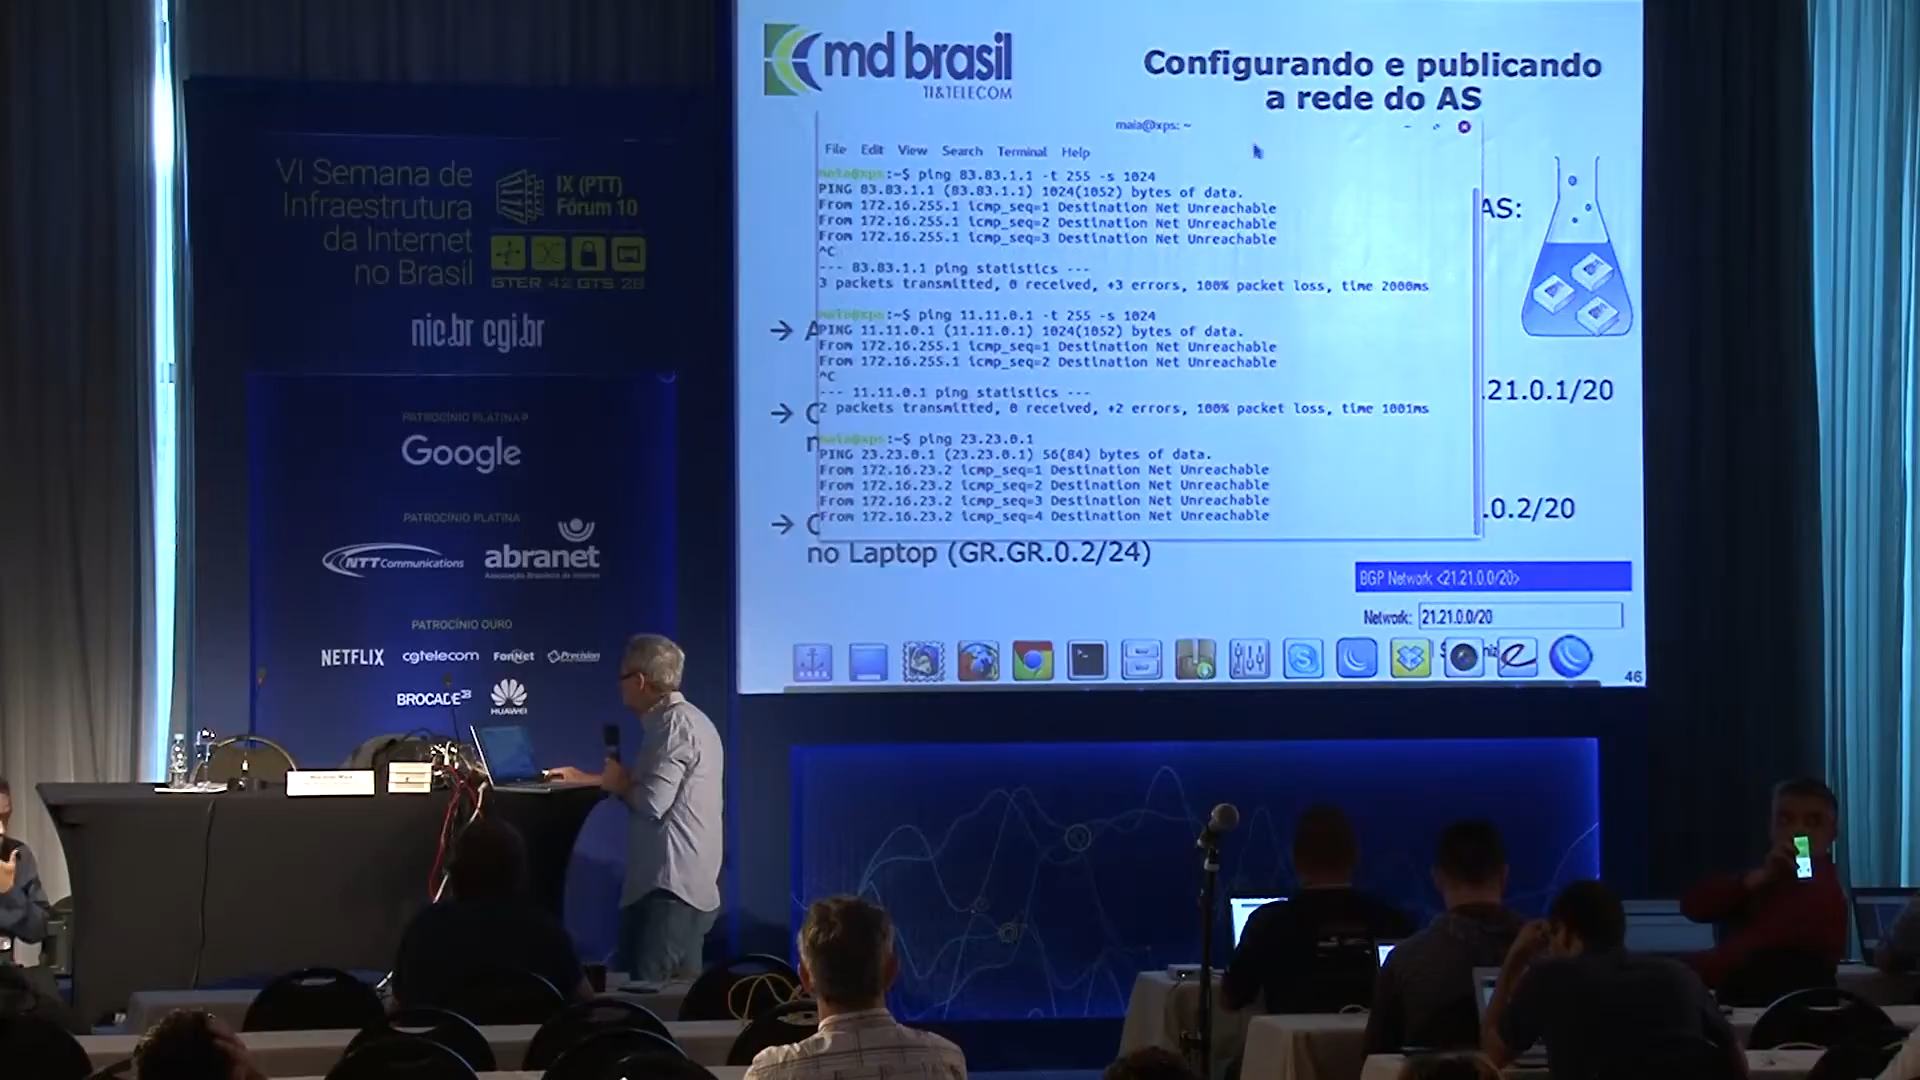 md brasil
TI & TELECOM
Configurando e publicando
a rede do AS
maia@xps: ~
File Edit View Search Terminal Help
maia@xps:~$ ping 83.83.1.1 -t 255 -s 1024
PING 83.83.1.1 (83.83.1.1) 1024(1052) bytes of data.
From 172.16.255.1 icmp_seq=1 Destination Net Unreachable
From 172.16.255.1 icmp_seq=2 Destination Net Unreachable
From 172.16.255.1 icmp_seq=3 Destination Net Unreachable
^C
--- 83.83.1.1 ping statistics ---
3 packets transmitted, 0 received, +3 errors, 100% packet loss, time 2000ms
maia@xps:~$ ping 11.11.0.1 -t 255 -s 1024
PING 11.11.0.1 (11.11.0.1) 1024(1052) bytes of data.
From 172.16.255.1 icmp_seq=1 Destination Net Unreachable
From 172.16.255.1 icmp_seq=2 Destination Net Unreachable
^C
--- 11.11.0.1 ping statistics ---
2 packets transmitted, 0 received, +2 errors, 100% packet loss, time 1001ms
maia@xps:~$ ping 23.23.0.1
PING 23.23.0.1 (23.23.0.1) 56(84) bytes of data.
From 172.16.23.2 icmp_seq=1 Destination Net Unreachable
From 172.16.23.2 icmp_seq=2 Destination Net Unreachable
From 172.16.23.2 icmp_seq=3 Destination Net Unreachable
From 172.16.23.2 icmp_seq=4 Destination Net Unreachable
AS:
.21.0.1/20
.0.2/20
no Laptop (GR.GR.0.2/24)
BGP Network <21.21.0.0/20>
Network: 21.21.0.0/20
46
VI Semana de
Infraestrutura
da Internet
no Brasil
IX (PTT)
Fórum 10
GTER 42 GTS 28
nic.br cgi.br
PATROCÍNIO PLATINA
Google
PATROCÍNIO PLATINA
NTT Communications
abranet
Associação Brasileira de Internet
PATROCÍNIO OURO
NETFLIX
cgtelecom
FonNet
Precision
BROCADE
HUAWEI